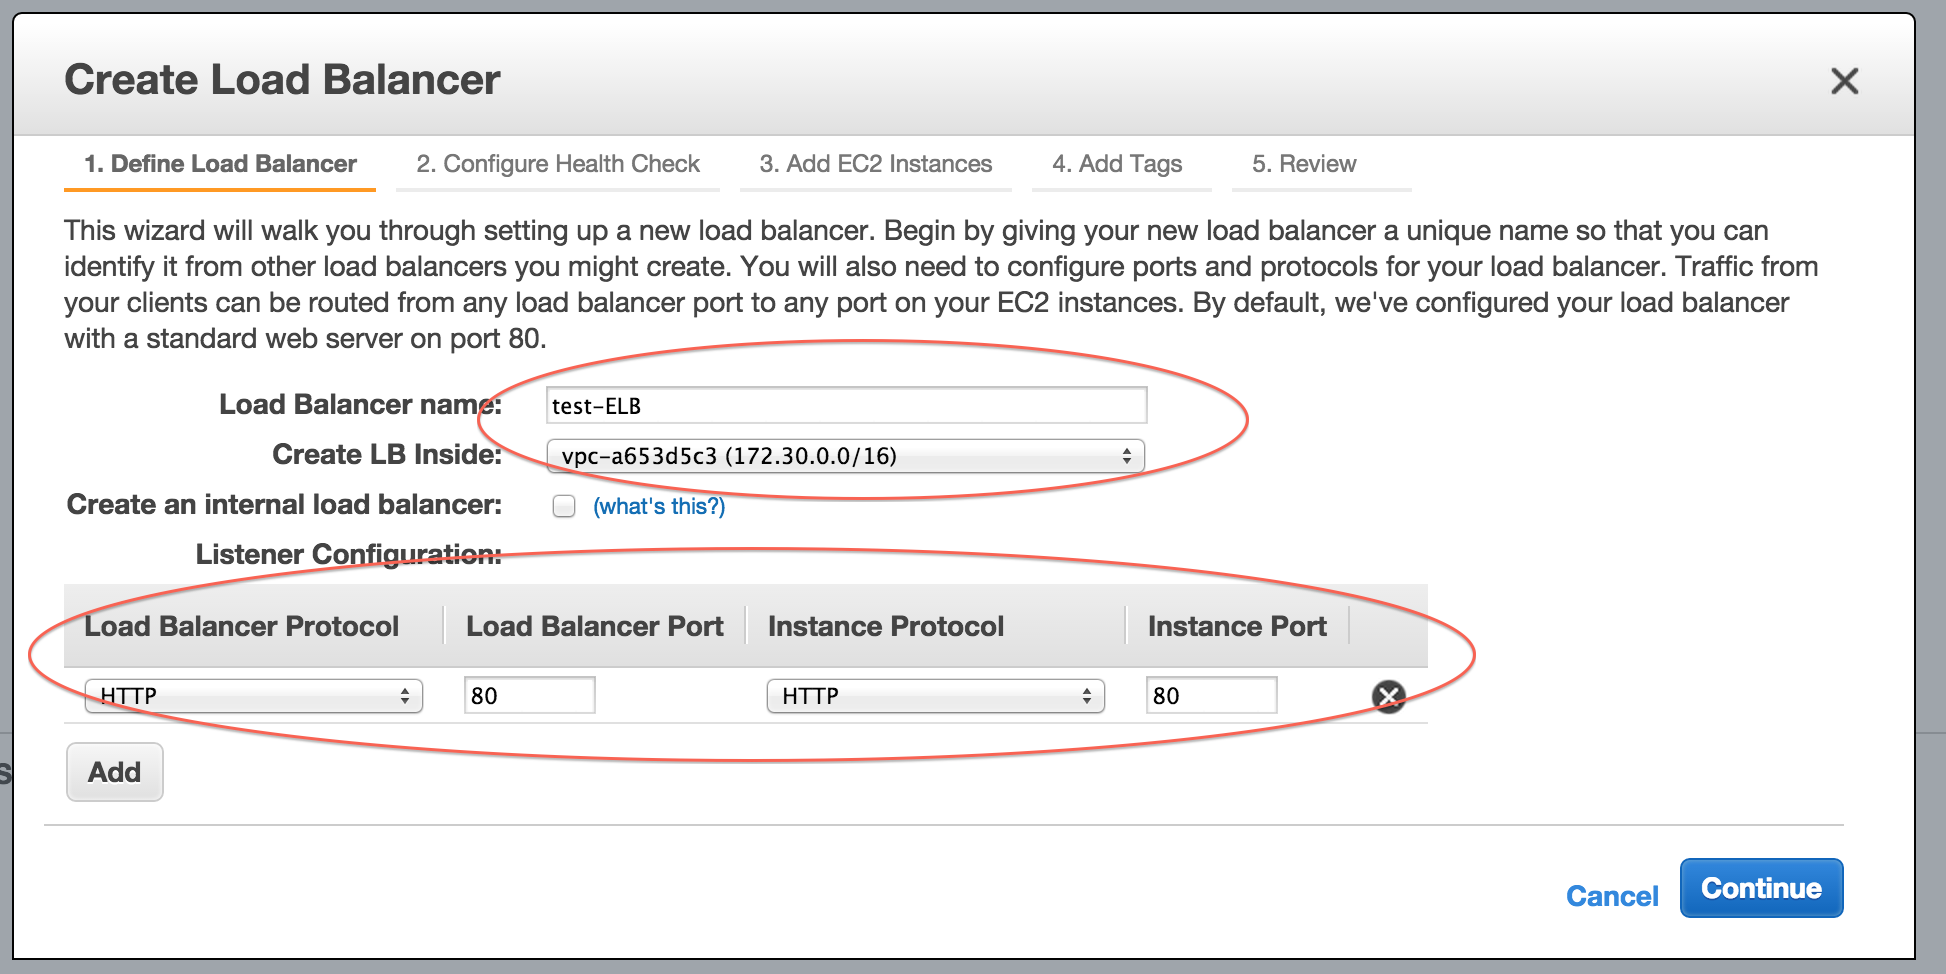 Create Load Balancer
1. Define Load Balancer 2. Configure Health Check 3. Add EC2 Instances 4. Add Tags 5. Review
This wizard will walk you through setting up a new load balancer. Begin by giving your new load balancer a unique name so that you can
identify it from other load balancers you might create. You will also need to configure ports and protocols for your load balancer. Traffic from
your clients can be routed from any load balancer port to any port on your EC2 instances. By default, we've configured your load balancer
with a standard web server on port 80.
Load Balancer name: test-ELB
Create LB Inside: vpc-a653d5c3 (172.30.0.0/16)
Create an internal load balancer: (what's this?)
Listener Configuration:
Load Balancer Protocol Load Balancer Port Instance Protocol Instance Port
HTTP 80 HTTP 80
s
Add
Cancel Continue